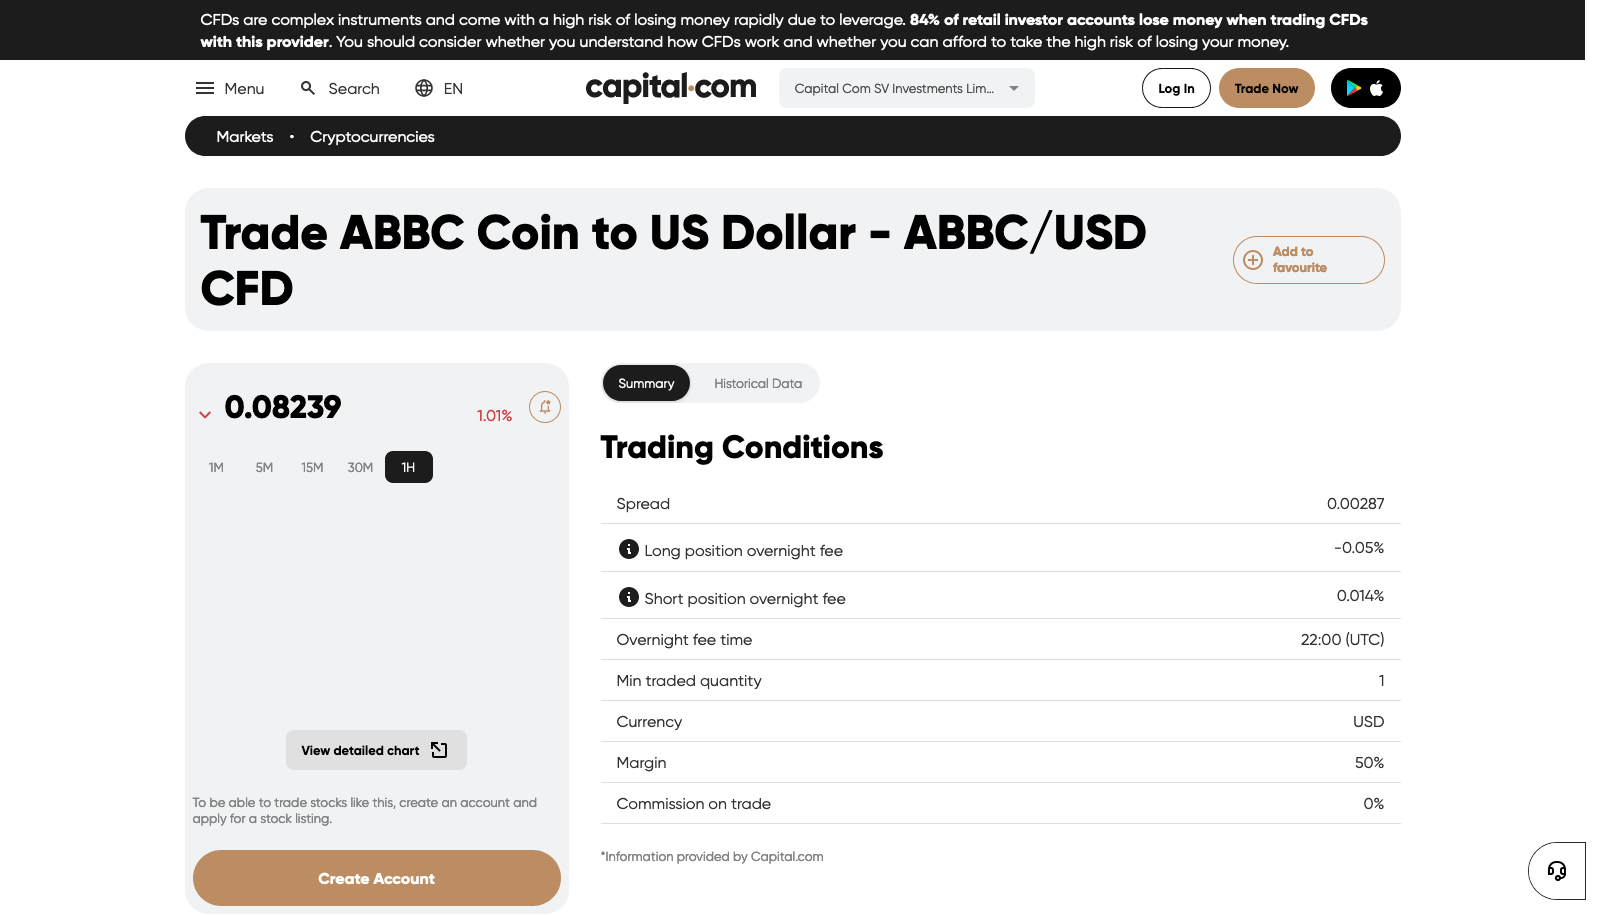 CFDs are complex instruments and come with a high risk of losing money rapidly due to leverage. 84% of retail investor accounts lose money when trading CFDs
with this provider. You should consider whether you understand how CFDs work and whether you can afford to take the high risk of losing your money.
Menu Search EN capital.com Capital Com SV Investments Lim... Log In Trade Now
Markets • Cryptocurrencies
Trade ABBC Coin to US Dollar - ABBC/USD
CFD
Add to
favourite
0.08239 1.01%
1M 5M 15M 30M 1H
View detailed chart
To be able to trade stocks like this, create an account and
apply for a stock listing.
Create Account
Summary Historical Data
Trading Conditions
Spread 0.00287
Long position overnight fee -0.05%
Short position overnight fee 0.014%
Overnight fee time 22:00 (UTC)
Min traded quantity 1
Currency USD
Margin 50%
Commission on trade 0%
*Information provided by Capital.com